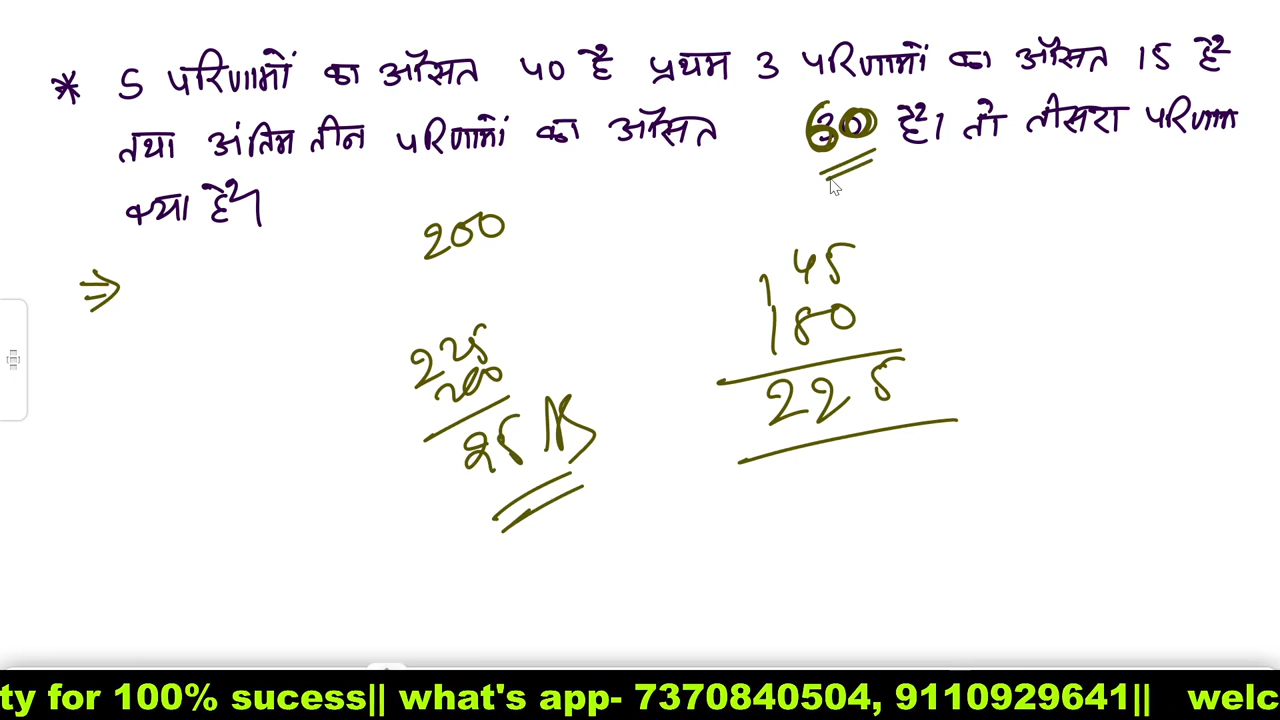 * 5 परिणामों का औसत 40 है प्रथम 3 परिणामों का औसत 15 है
तथा अंतिम तीन परिणामों का औसत 60 है। तो तीसरा परिणाम
क्या है।
200
45
180
225
225
200
25
ty for 100% sucess|| what's app- 7370840504, 9110929641|| welc